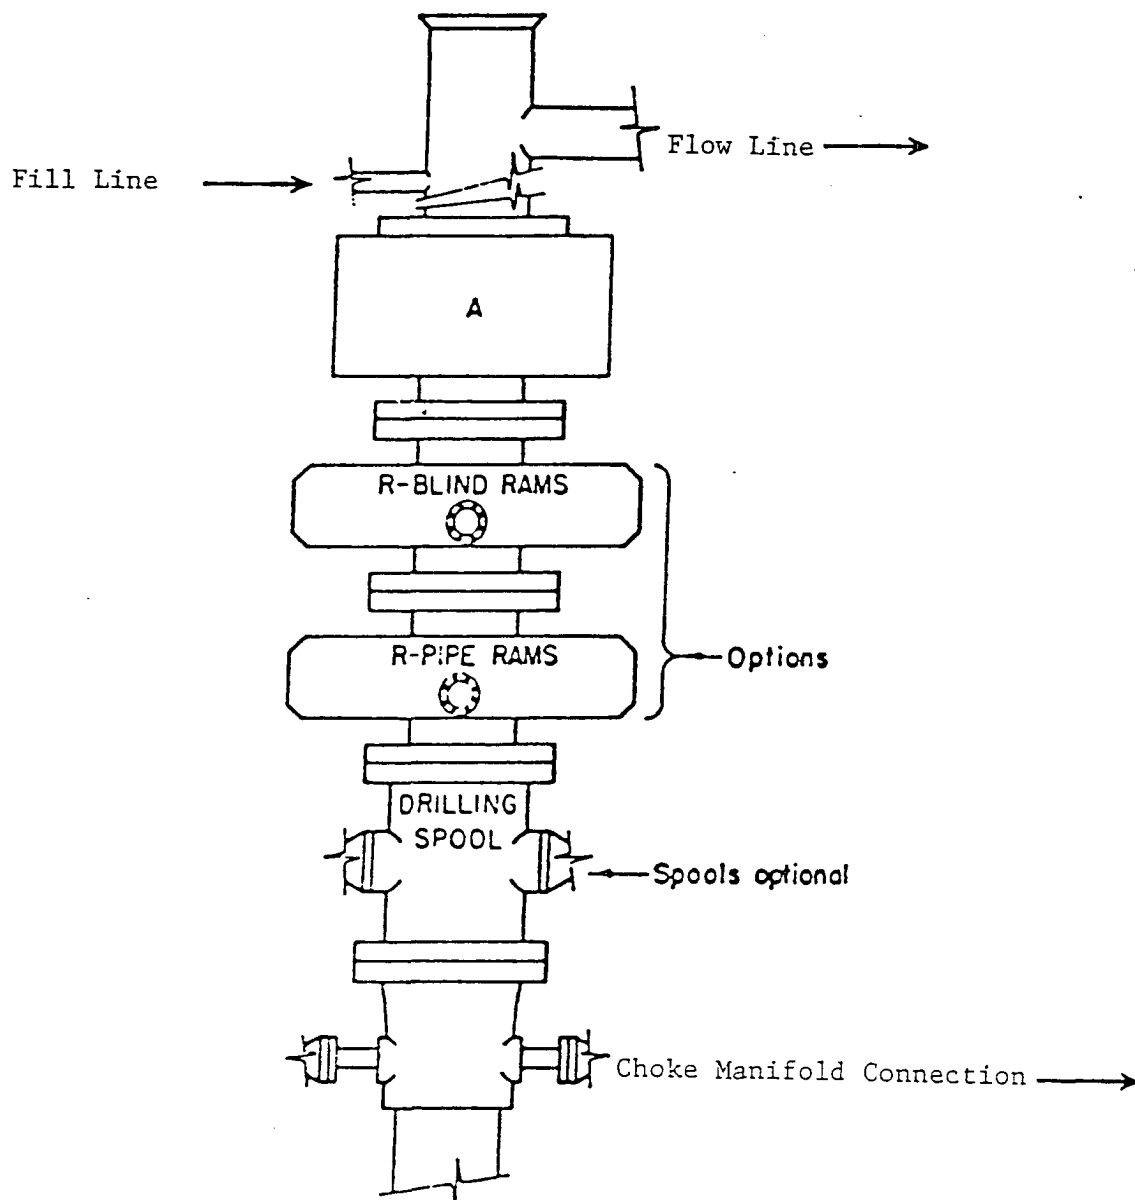 Flow Line
Fill Line
A
R-BLIND RAMS
R-PIPE RAMS
Options
DRILLING
SPOOL
Spools optional
Choke Manifold Connection